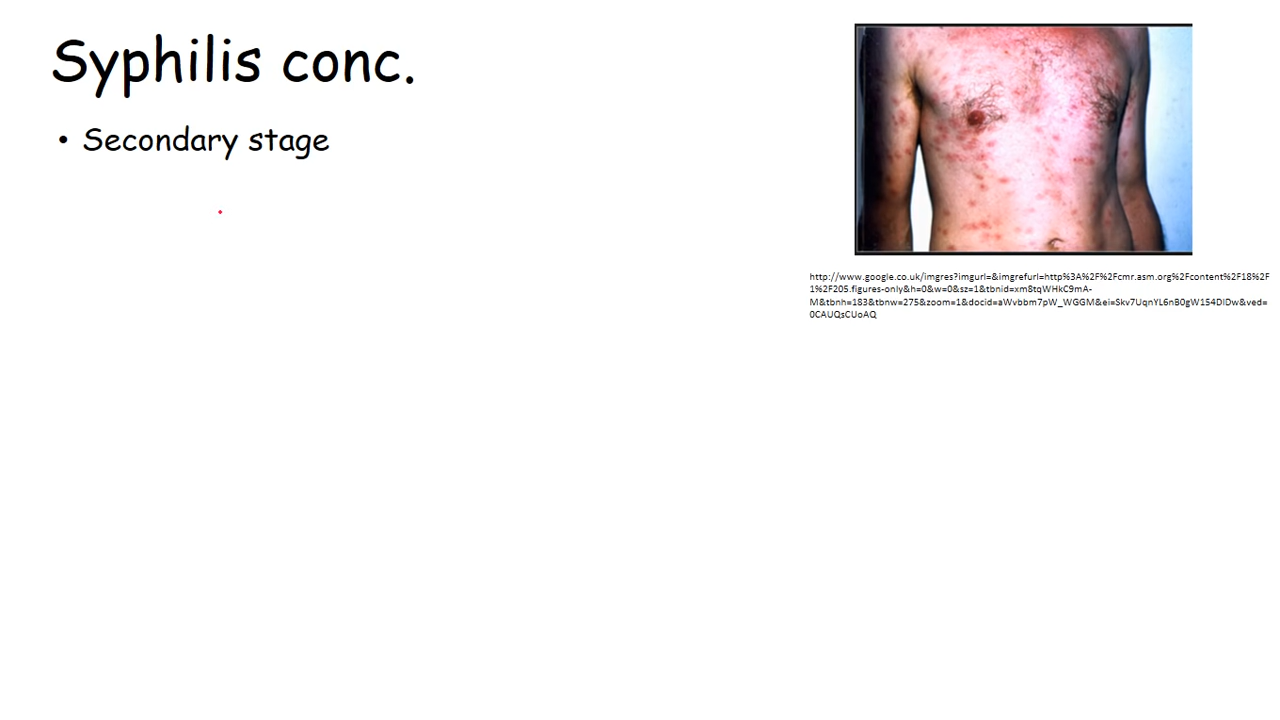 Syphilis conc.
• Secondary stage
http://www.google.co.uk/imgres?imgurl=&imgrefurl=http%3A%2F%2Fcmr.asm.org%2Fcontent%2F18%2F
1%2F205.figures-only&h=0&w=0&sz=1&tbnid=xm8tqWHkC9mA-
M&tbnh=183&tbnw=275&zoom=1&docid=aWvbbm7pW_WGGM&ei=Skv7UqnYL6nB0gW154DIDw&ved=
0CAUQsCUoAQ